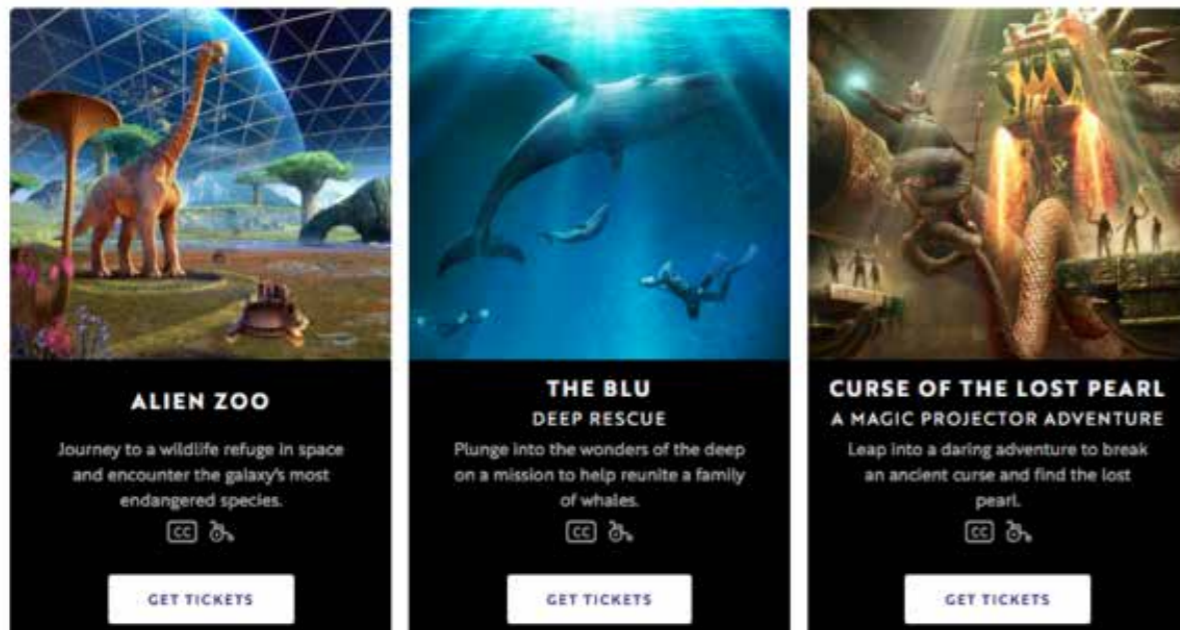 ALIEN ZOO
Journey to a wildlife refuge in space
and encounter the galaxy's most
endangered species.
CC
GET TICKETS
THE BLU
DEEP RESCUE
Plunge into the wonders of the deep
on a mission to help reunite a family
of whales.
CC
GET TICKETS
CURSE OF THE LOST PEARL
A MAGIC PROJECTOR ADVENTURE
Leap into a daring adventure to break
an ancient curse and find the lost
pearl.
CC
GET TICKETS